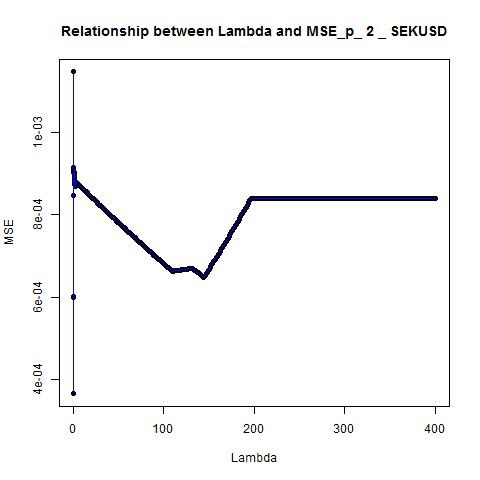 Relationship between Lambda and MSE_p_ 2 _ SEKUSD
1e-03
8e-04
6e-04
4e-04
MSE
0 100 200 300 400
Lambda